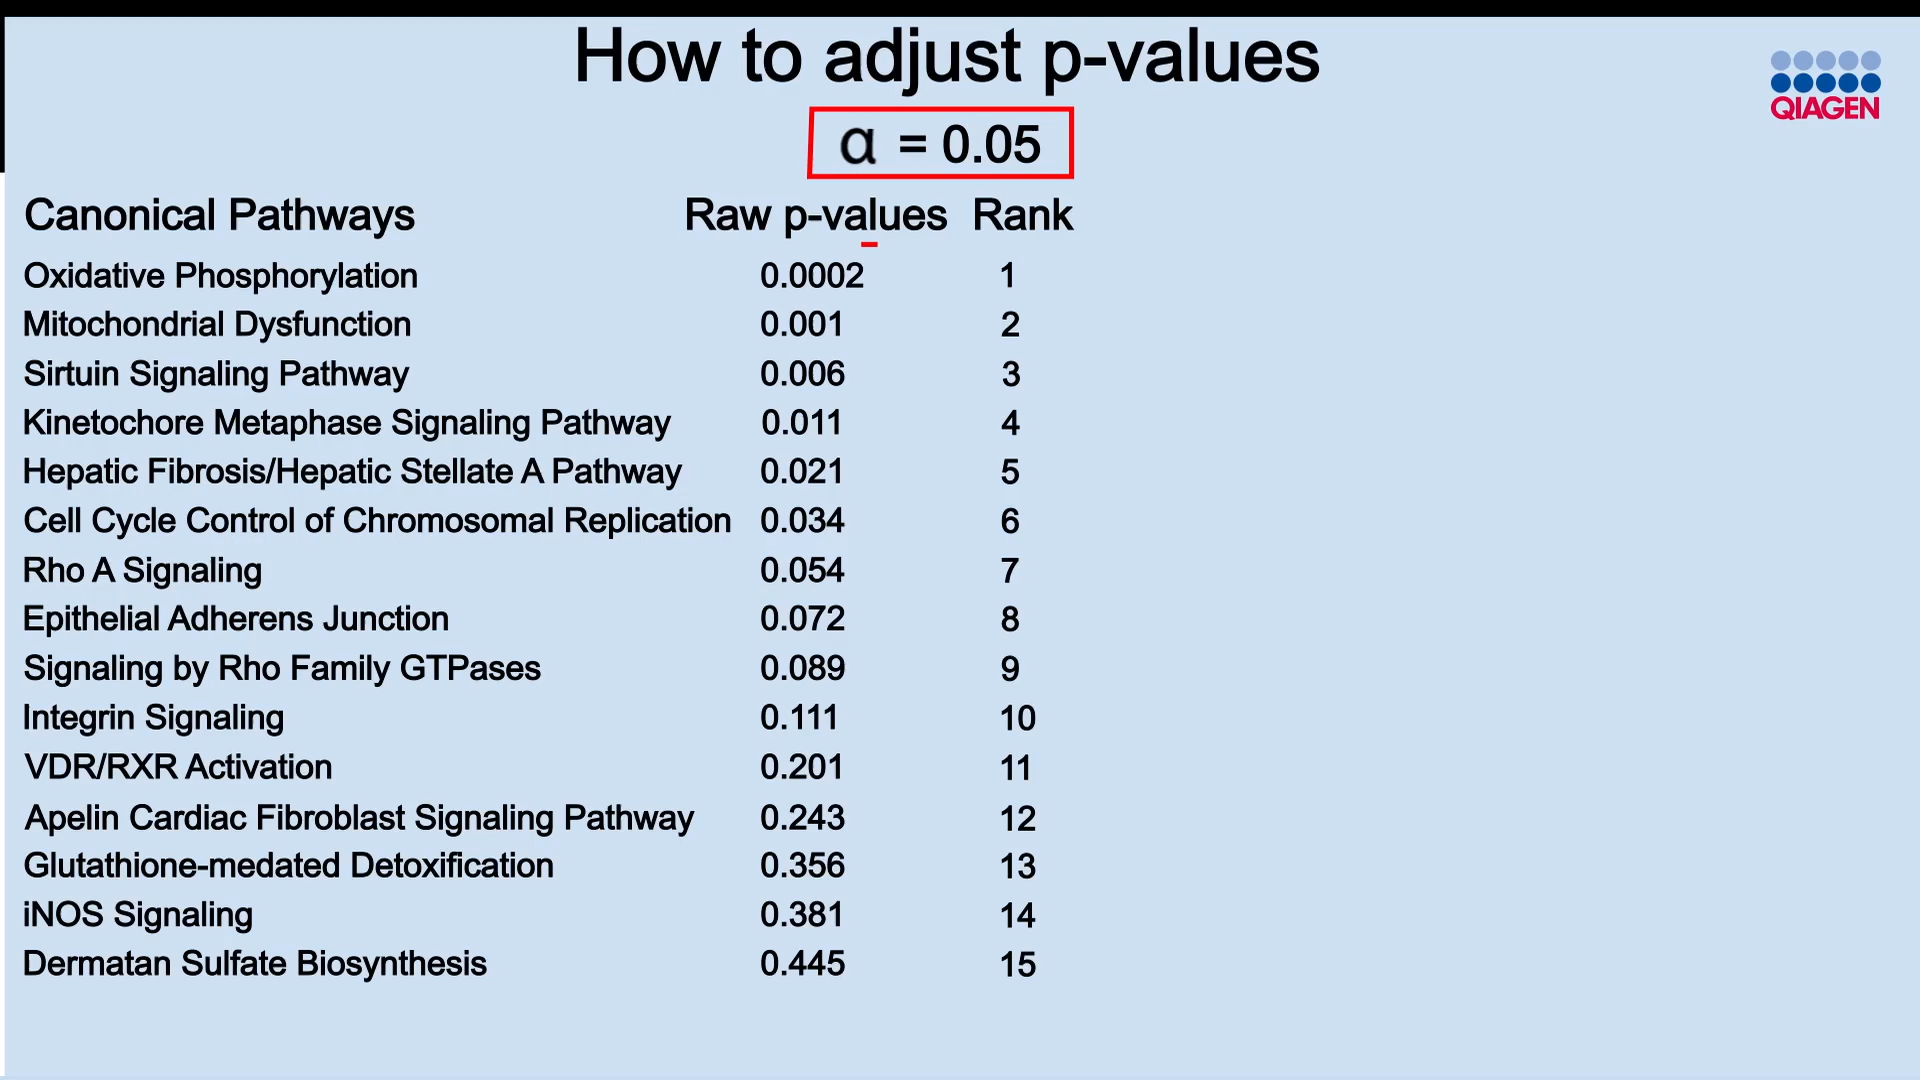 How to adjust p-values
QIAGEN
α = 0.05
Canonical Pathways Raw p-values Rank
Oxidative Phosphorylation 0.0002 1
Mitochondrial Dysfunction 0.001 2
Sirtuin Signaling Pathway 0.006 3
Kinetochore Metaphase Signaling Pathway 0.011 4
Hepatic Fibrosis/Hepatic Stellate A Pathway 0.021 5
Cell Cycle Control of Chromosomal Replication 0.034 6
Rho A Signaling 0.054 7
Epithelial Adherens Junction 0.072 8
Signaling by Rho Family GTPases 0.089 9
Integrin Signaling 0.111 10
VDR/RXR Activation 0.201 11
Apelin Cardiac Fibroblast Signaling Pathway 0.243 12
Glutathione-medated Detoxification 0.356 13
iNOS Signaling 0.381 14
Dermatan Sulfate Biosynthesis 0.445 15